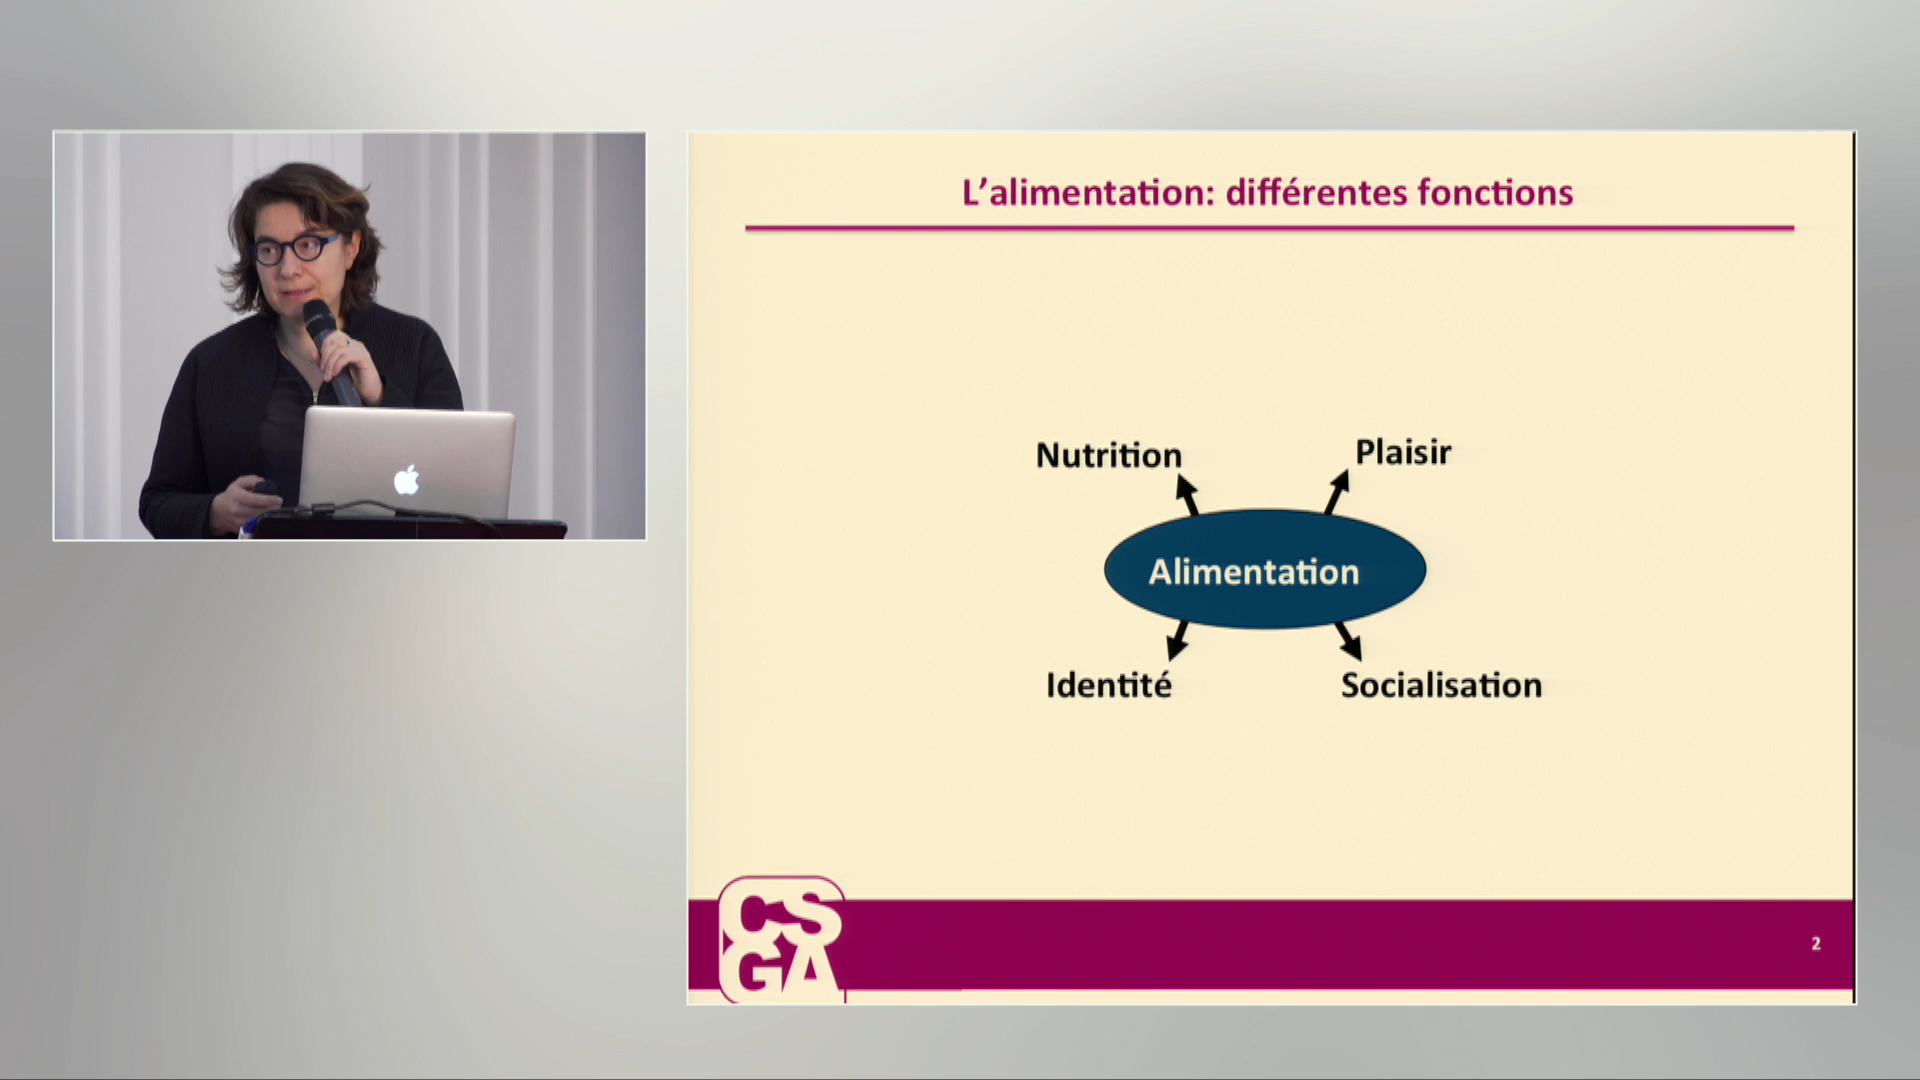 L’alimentation: différentes fonctions
Nutrition
Plaisir
Alimentation
Identité
Socialisation
CS
GA
2